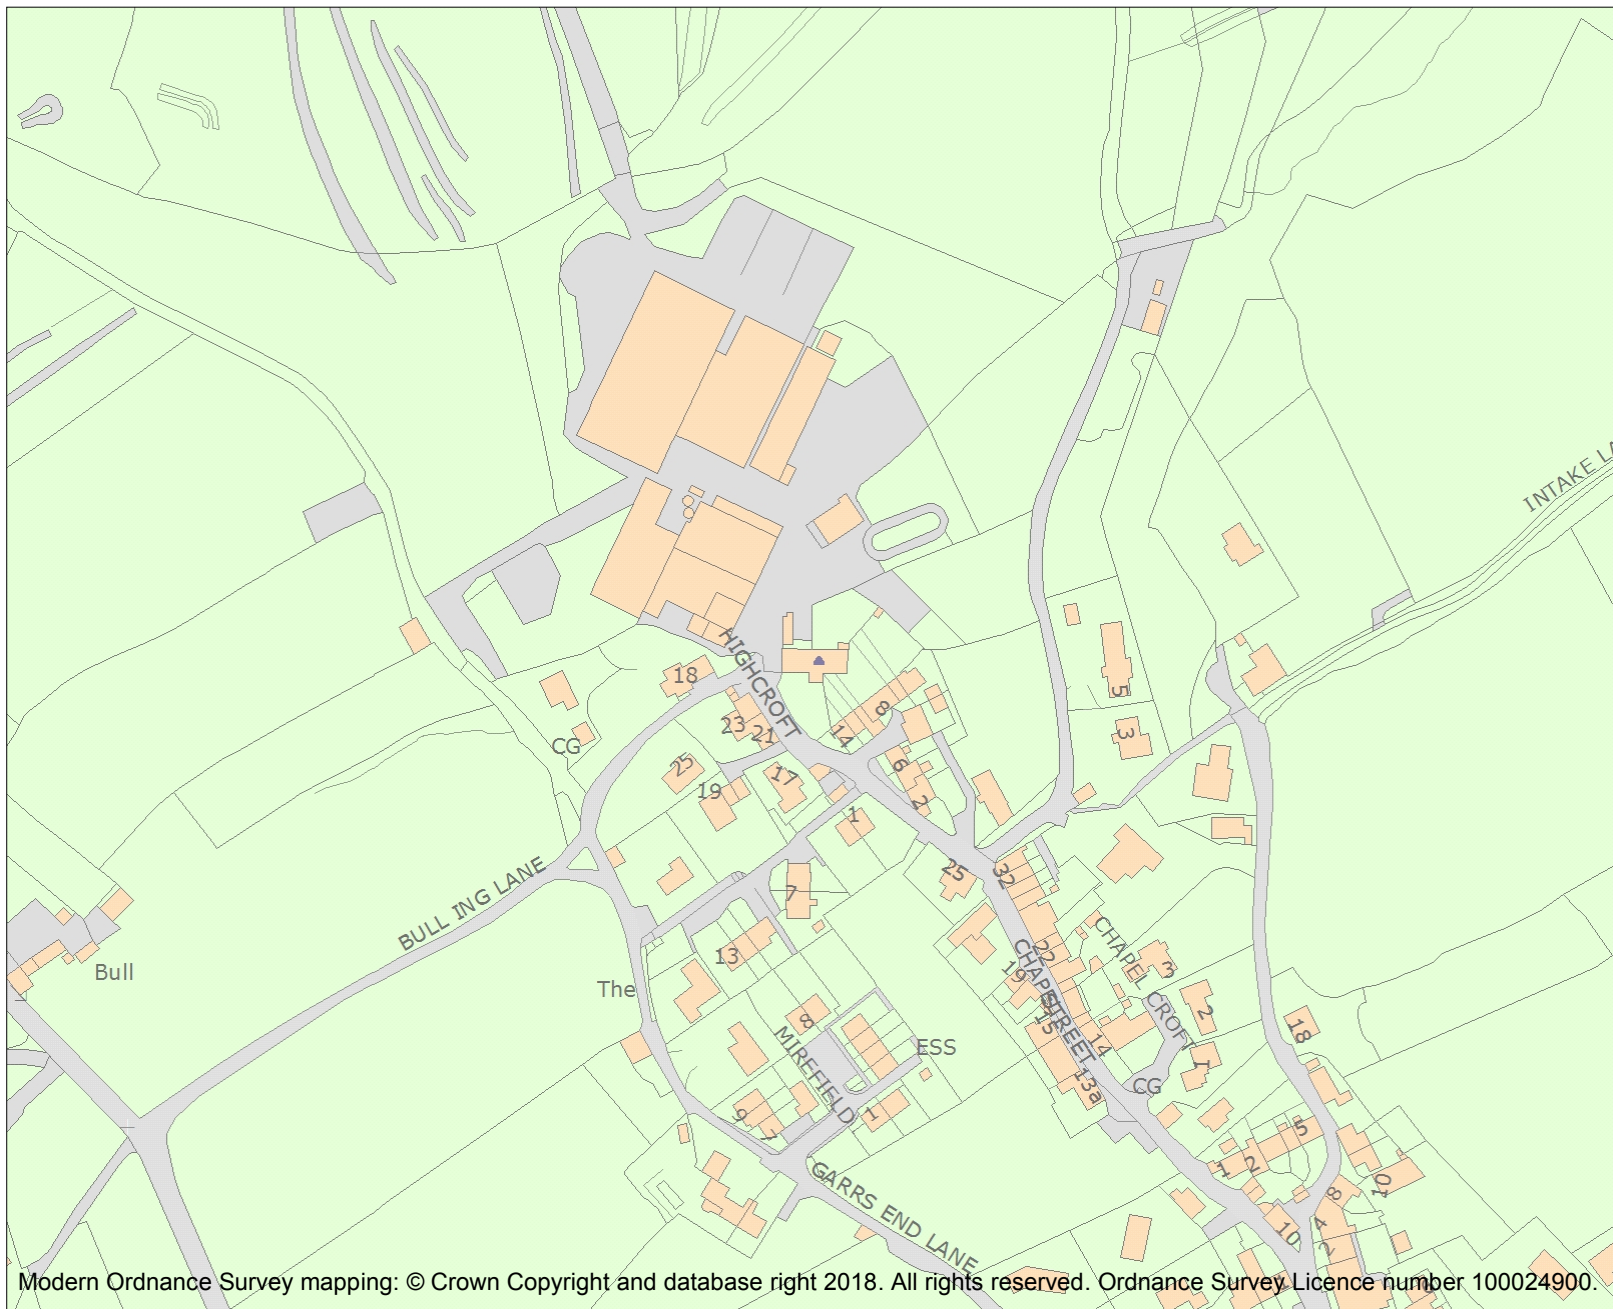 INTAKE LA
HIGHCROFT
18
5
8
14
23
21
3
CG
25
6
17
19
2
1
32
25
BULL ING LANE
7
CHAPEL CROFT
22
13
Bull
3
19
The
2
8
15
18
MIREFIELD
CHAPEL STREET
14
ESS
1
CG
13a
9
7
1
5
2
1
GARRS END LANE
10
8
4
10
2
Modern Ordnance Survey mapping: © Crown Copyright and database right 2018. All rights reserved. Ordnance Survey Licence number 100024900.